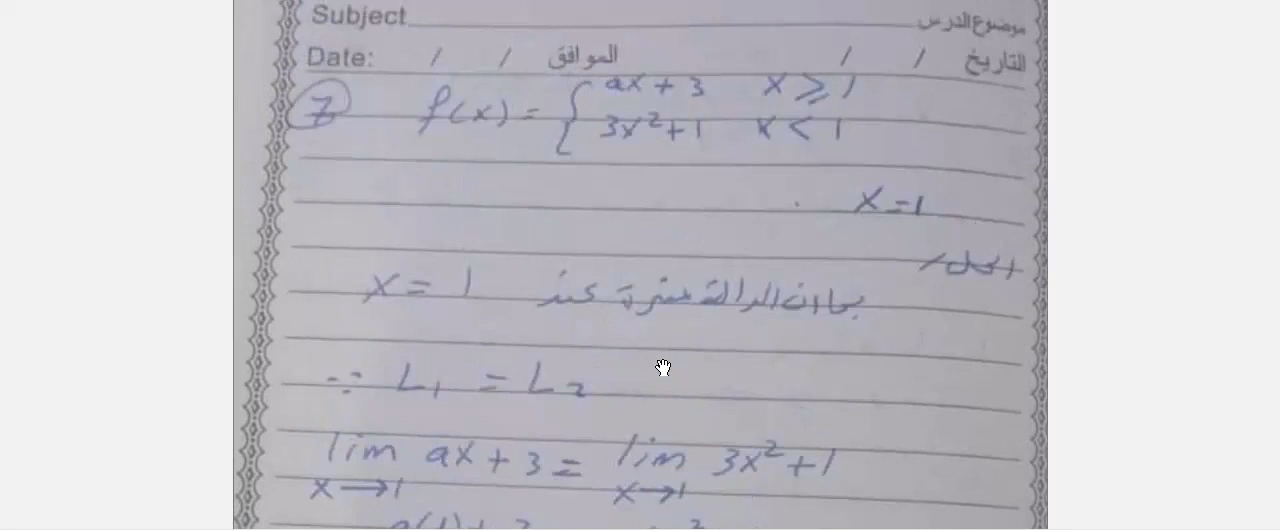 Subject موضوع الدرس
Date: / / الموافق / / التاريخ
7 f(x) = { ax + 3 x ≥ 1
3x²+1 x < 1
x = 1
الحل /
بما ان الدالة مستمرة عند x = 1
∵ L₁ = L₂
lim ax + 3 = lim 3x² + 1
x → 1 x → 1